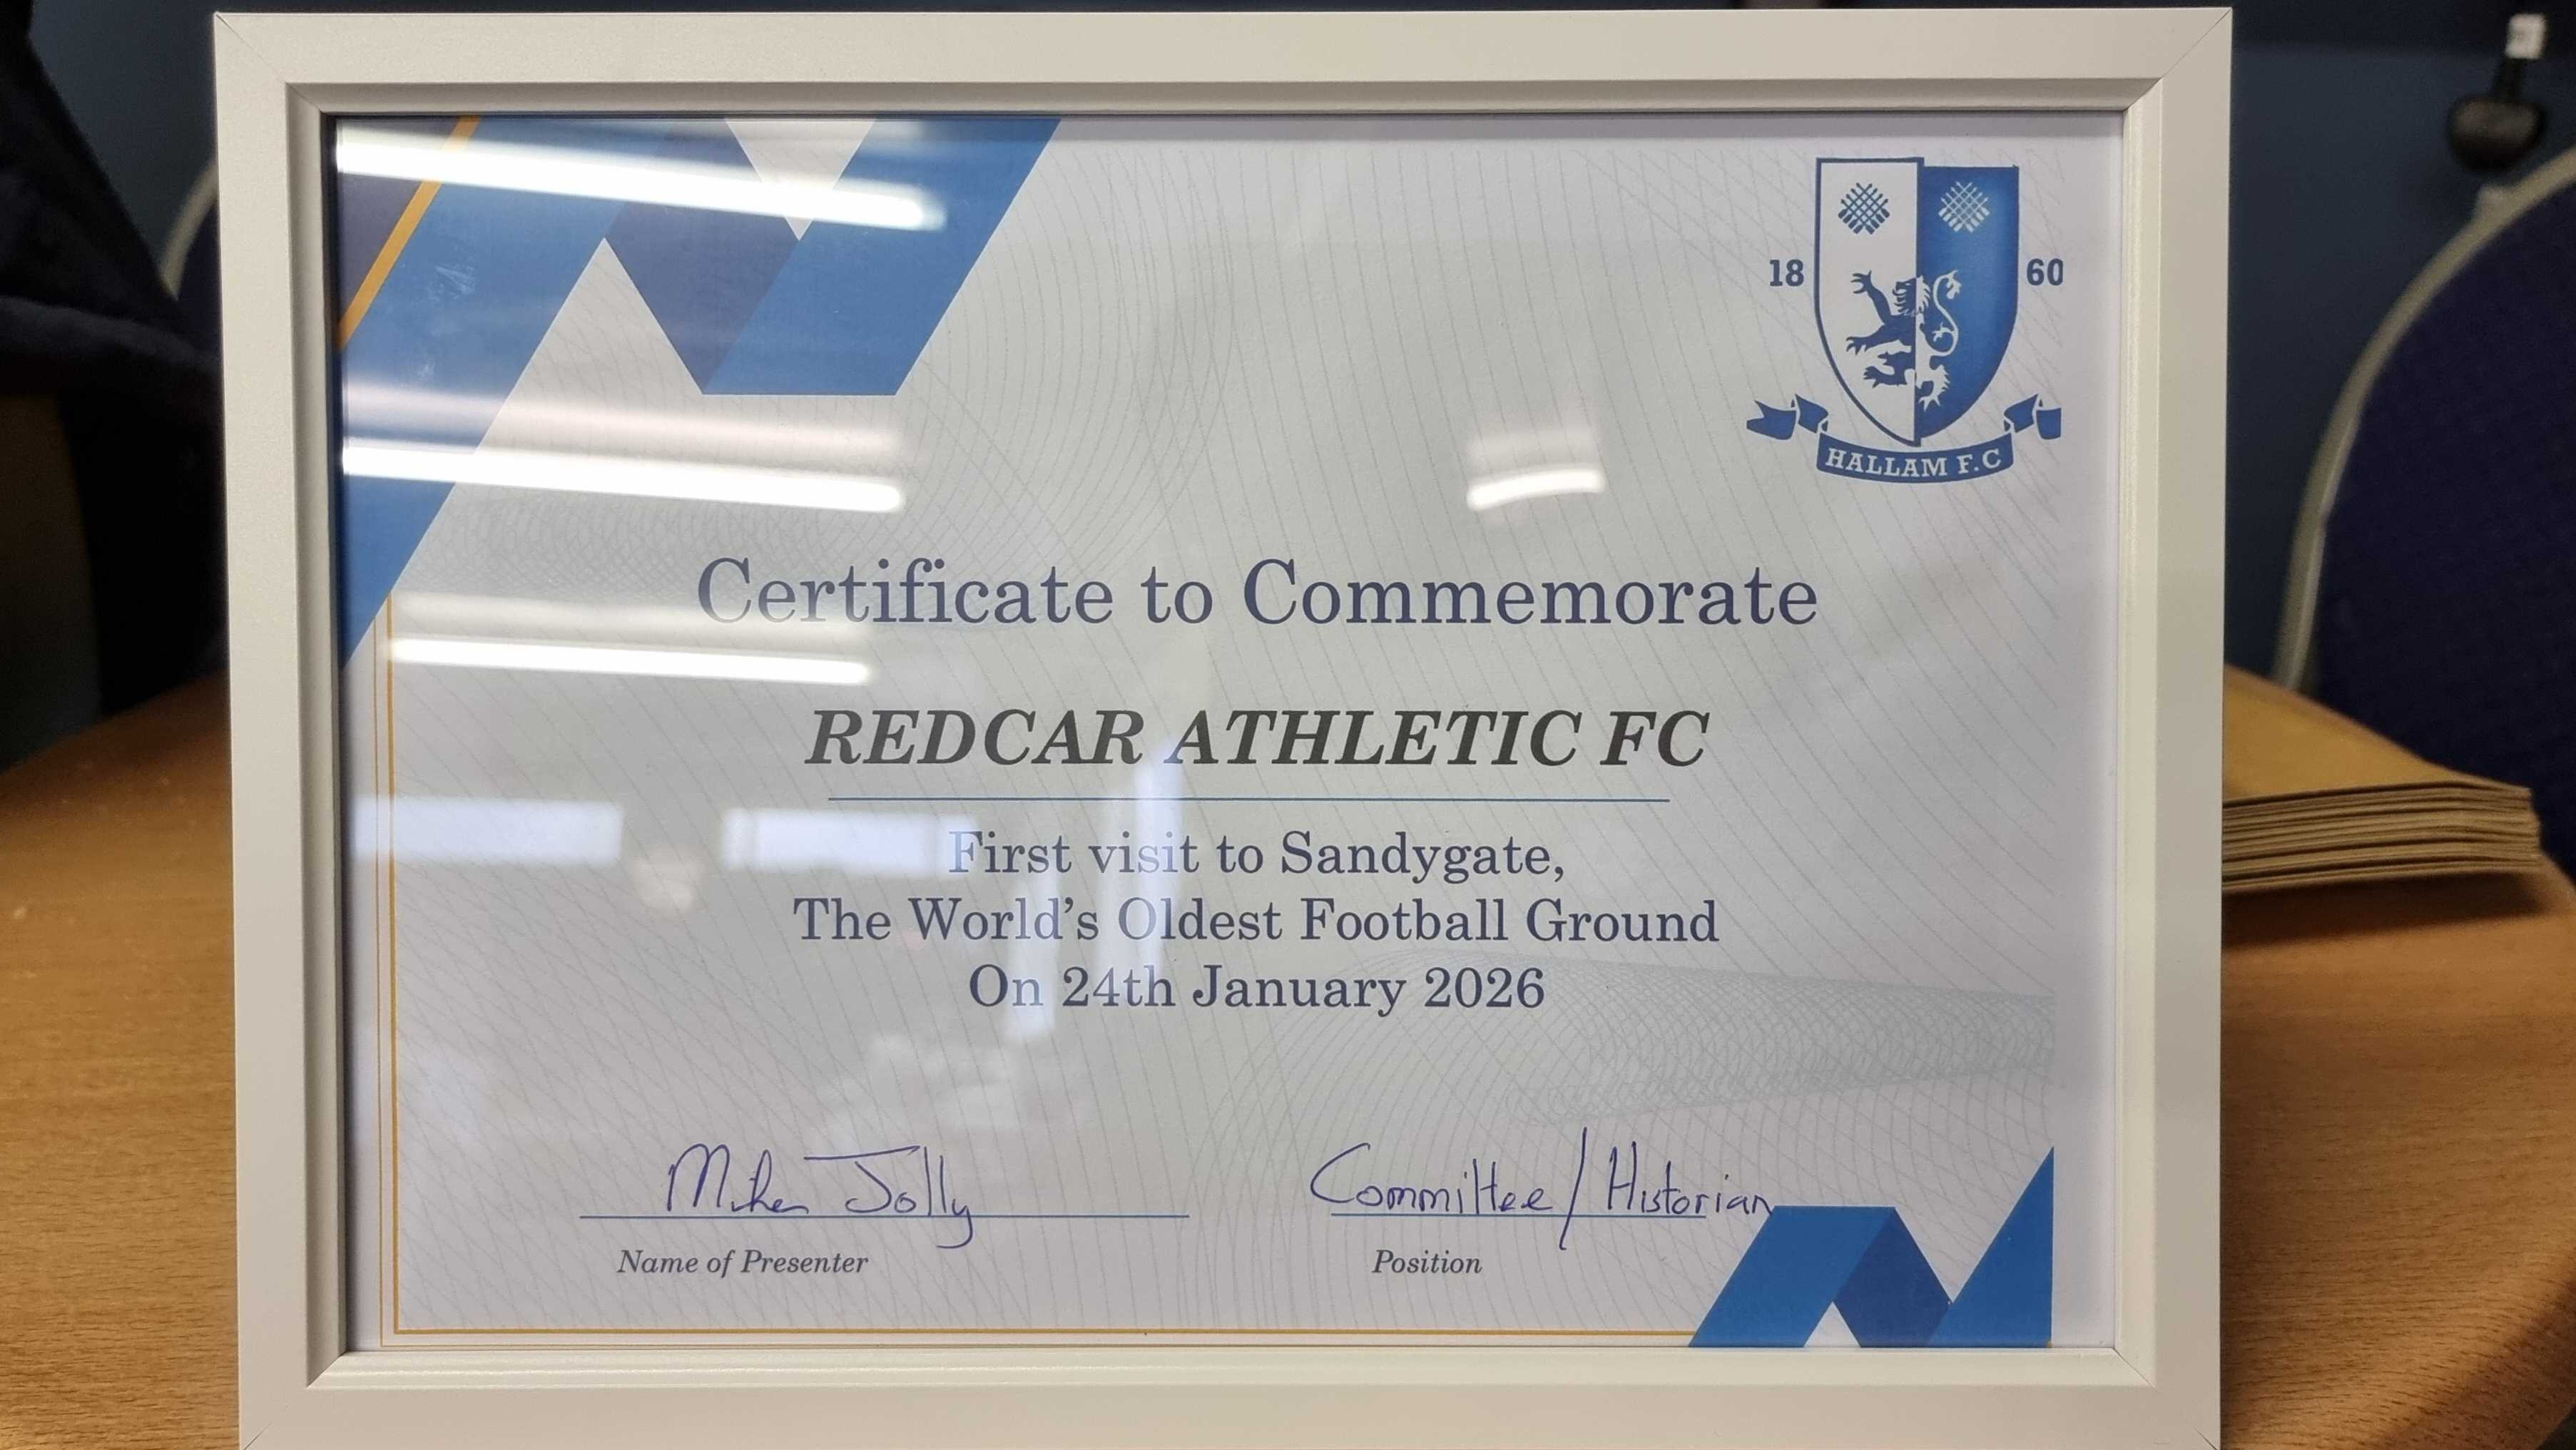 18 60
HALLAM F.C
Certificate to Commemorate
REDCAR ATHLETIC FC
First visit to Sandygate,
The World's Oldest Football Ground
On 24th January 2026
Jolly Committee/Historian
Name of Presenter Position